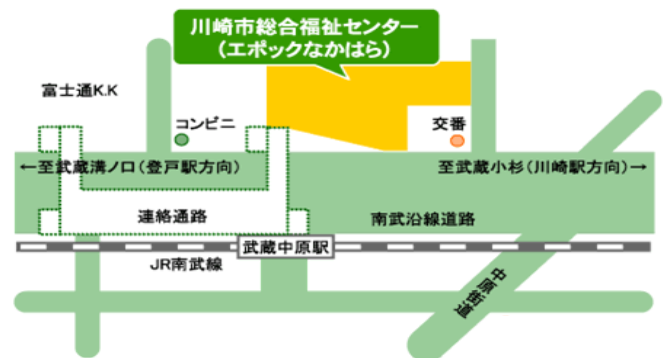 川崎市総合福祉センター
(エポックなかはら)
富士通K.K
コンビニ
交番
←至武蔵溝ノ口(登戸駅方向)
至武蔵小杉(川崎駅方向)→
連絡通路
南武沿線道路
武蔵中原駅
JR南武線
中原街道